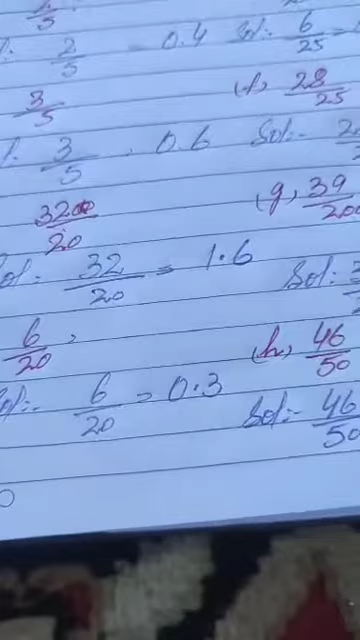 2/5 = 0.4 Sol:- 6/25
3/5 (f) 28/25
3/5 . 0.6 Sol:-
32/20 (g) 39/200
Sol: 32/20 = 1.6 Sol:
6/20 , (h) 46/50
Sol:- 6/20 = 0.3 Sol:- 46/50